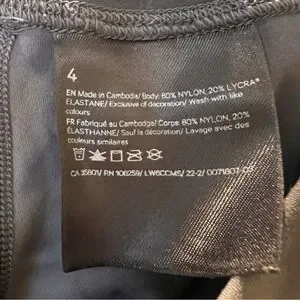 4
EN Made in Cambodia/ Body: 80% NYLON, 20% LYCRA®
ELASTANE/ Exclusive of decoration/ Wash with like
colours
FR Fabriqué au Cambodge/ Corps: 80% NYLON, 20%
ÉLASTHANNE/ Sauf la décoration/ Lavage avec des
couleurs similaires
CA 35801/ RN 106259/ LW6CCMS/ 22-2/ 0071807-03